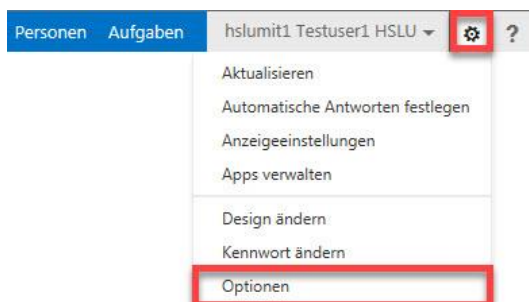 Personen Aufgaben hslumit1 Testuser1 HSLU ?
Aktualisieren
Automatische Antworten festlegen
Anzeigeeinstellungen
Apps verwalten
Design ändern
Kennwort ändern
Optionen